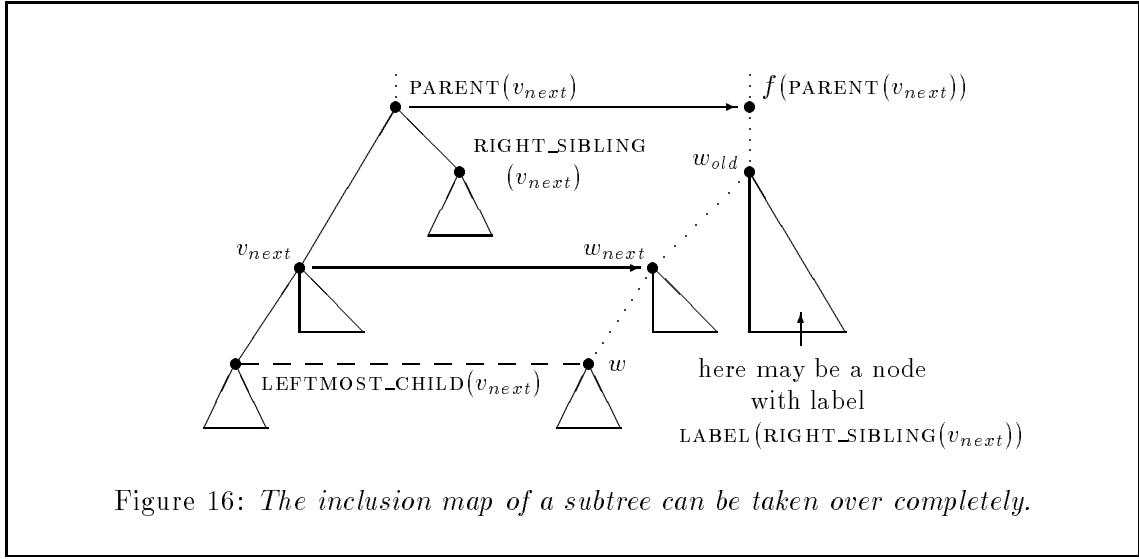 PARENT(v_next)
f(PARENT(v_next))
RIGHT_SIBLING
(v_next)
w_old
v_next
w_next
LEFTMOST_CHILD(v_next)
w
here may be a node
with label
LABEL(RIGHT_SIBLING(v_next))
Figure 16: The inclusion map of a subtree can be taken over completely.